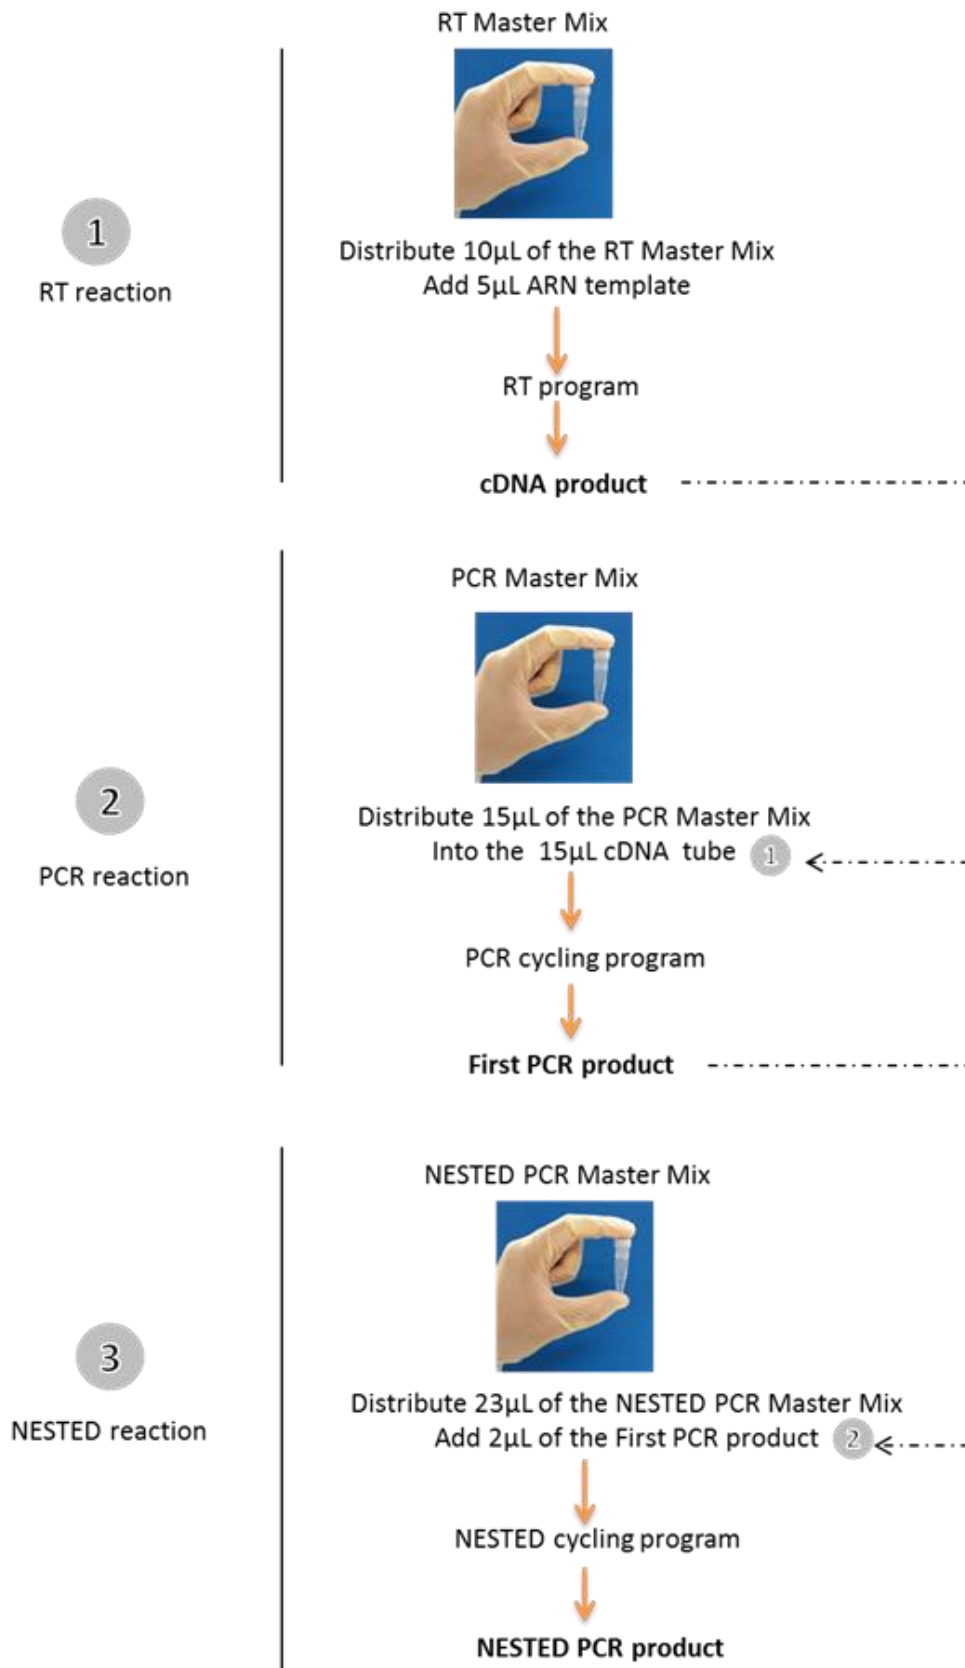 RT Master Mix
1
RT reaction
Distribute 10µL of the RT Master Mix
Add 5µL ARN template
RT program
cDNA product
PCR Master Mix
2
PCR reaction
Distribute 15µL of the PCR Master Mix
Into the 15µL cDNA tube 1
PCR cycling program
First PCR product
NESTED PCR Master Mix
3
NESTED reaction
Distribute 23µL of the NESTED PCR Master Mix
Add 2µL of the First PCR product 2
NESTED cycling program
NESTED PCR product